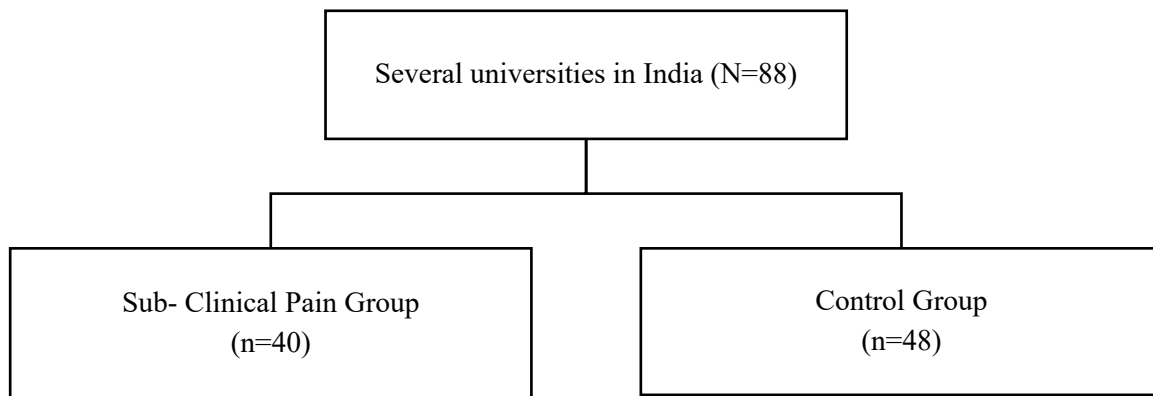 Several universities in India (N=88)
Sub- Clinical Pain Group
(n=40)
Control Group
(n=48)